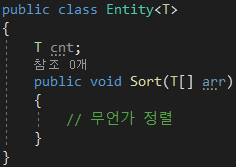 public class Entity<T>
{
T cnt;
참조 0개
public void Sort(T[] arr)
{
// 무언가 정렬
}
}